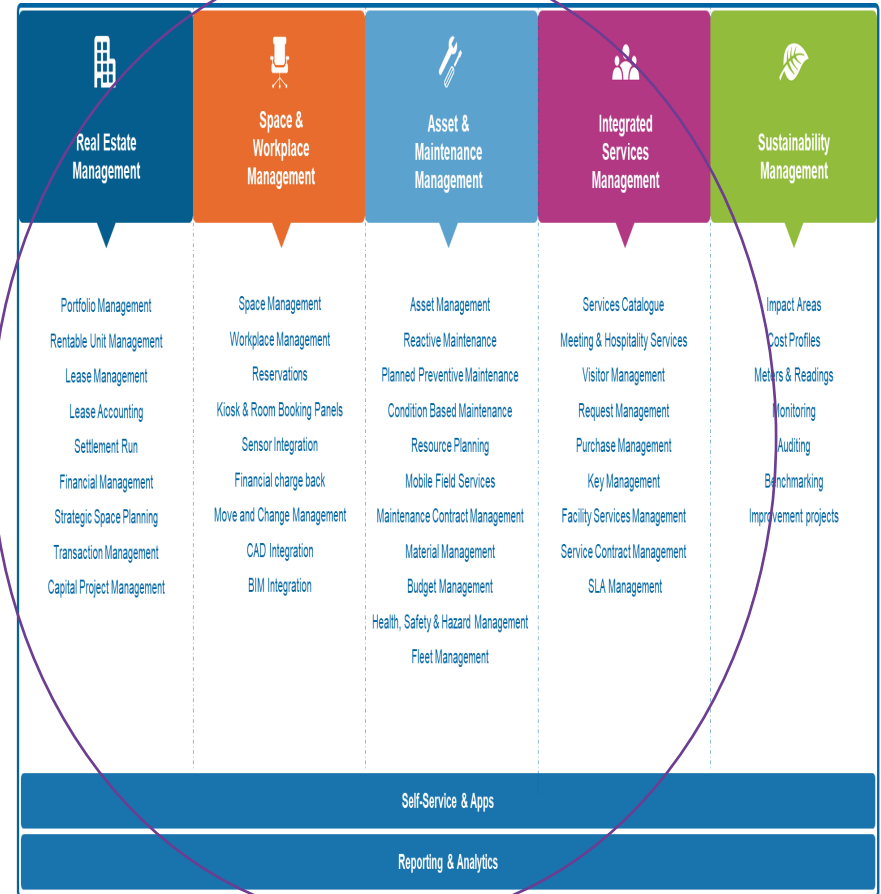 Real Estate
Management
Space &
Workplace
Management
Asset &
Maintenance
Management
Integrated
Services
Management
Sustainability
Management
Portfolio Management
Rentable Unit Management
Lease Management
Lease Accounting
Settlement Run
Financial Management
Strategic Space Planning
Transaction Management
Capital Project Management
Space Management
Workplace Management
Reservations
Kiosk & Room Booking Panels
Sensor Integration
Financial charge back
Move and Change Management
CAD Integration
BIM Integration
Asset Management
Reactive Maintenance
Planned Preventive Maintenance
Condition Based Maintenance
Resource Planning
Mobile Field Services
Maintenance Contract Management
Material Management
Budget Management
Health, Safety & Hazard Management
Fleet Management
Services Catalogue
Meeting & Hospitality Services
Visitor Management
Request Management
Purchase Management
Key Management
Facility Services Management
Service Contract Management
SLA Management
Impact Areas
Cost Profiles
Meters & Readings
Monitoring
Auditing
Benchmarking
Improvement projects
Self-Service & Apps
Reporting & Analytics